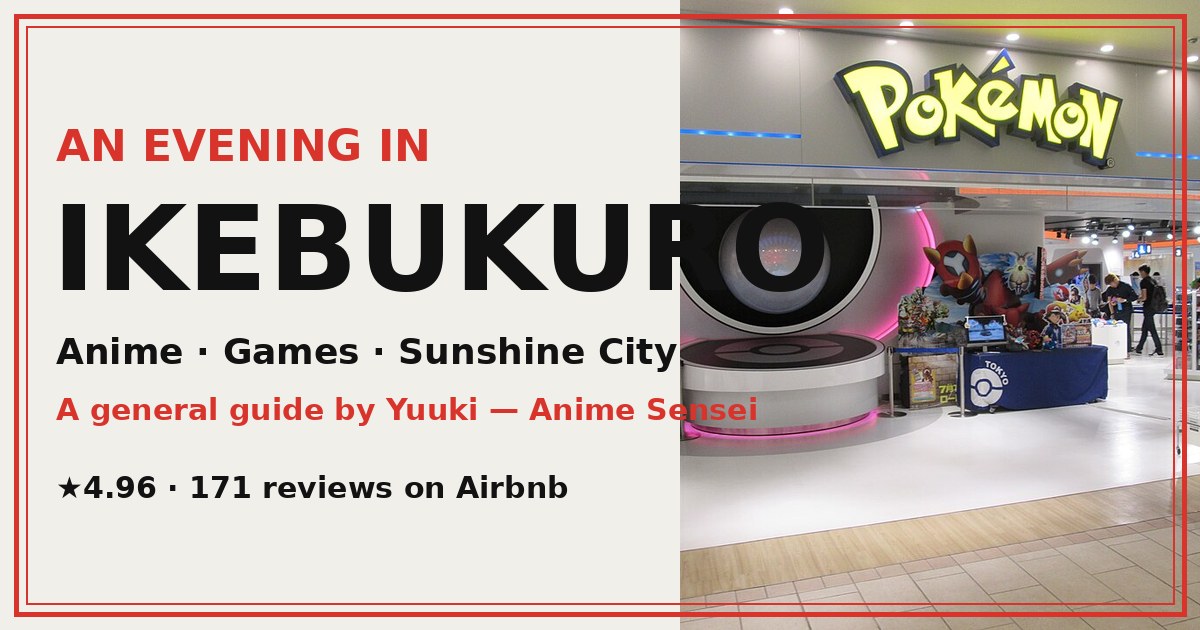 AN EVENING IN
IKEBUKURO
Anime · Games · Sunshine City
A general guide by Yuuki — Anime Sensei
★4.96 · 171 reviews on Airbnb
POKéMON
®
TOKYO